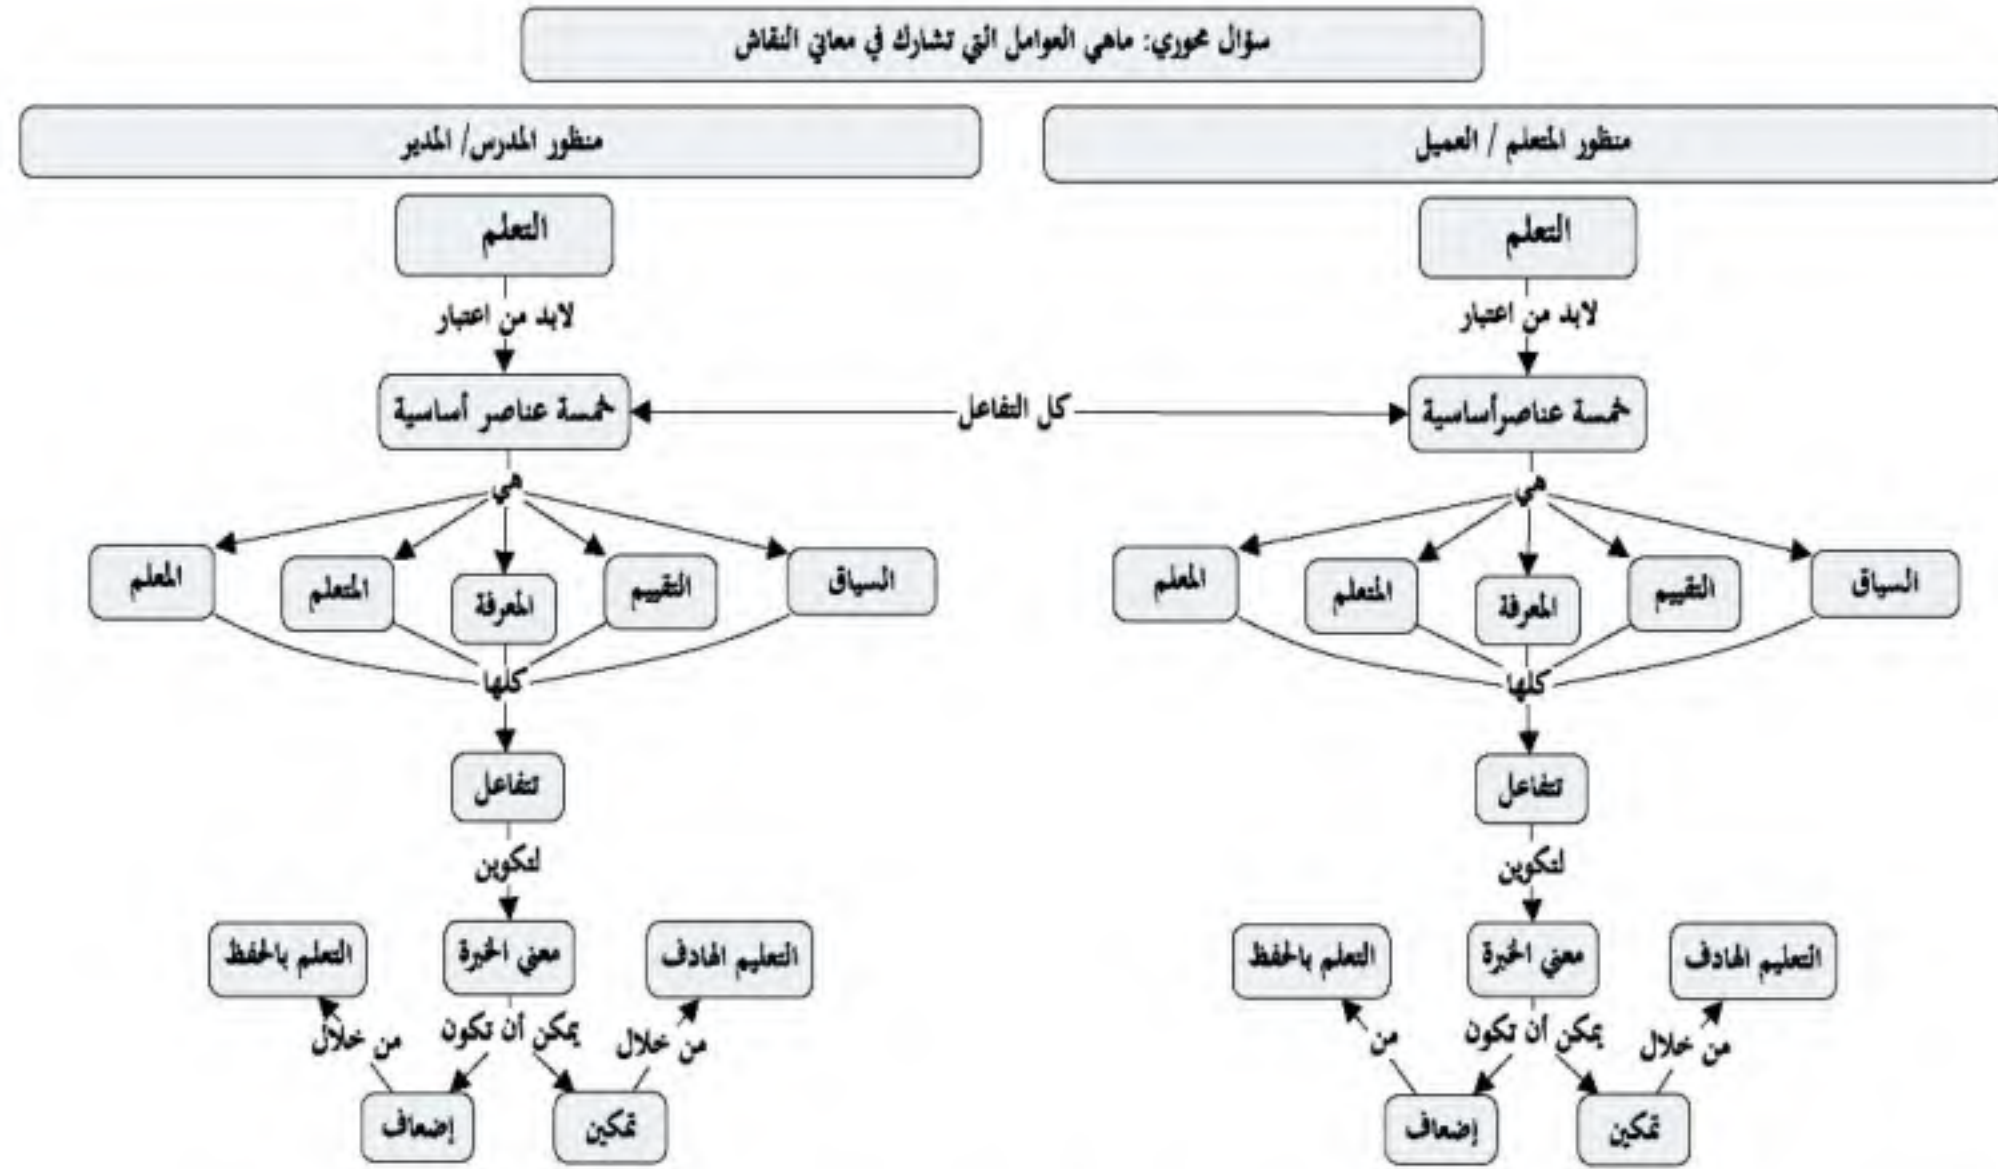 سؤال محوري: ماهي العوامل التي تشارك في معاني النقاش
منظور المتعلم / العميل
منظور المدرس/ المدير
التعلم
التعلم
لابد من اعتبار
لابد من اعتبار
خمسة عناصرأساسية
كل التفاعل
خمسة عناصر أساسية
هي
هي
السياق
التقييم
المعرفة
المتعلم
المعلم
السياق
التقييم
المعرفة
المتعلم
المعلم
كلها
كلها
تتفاعل
تتفاعل
لتكوين
لتكوين
التعليم الهادف
معني الخبرة
التعلم بالحفظ
التعليم الهادف
معني الخبرة
التعلم بالحفظ
من خلال
يمكن أن تكون
من
من خلال
يمكن أن تكون
من خلال
تمكين
إضعاف
تمكين
إضعاف